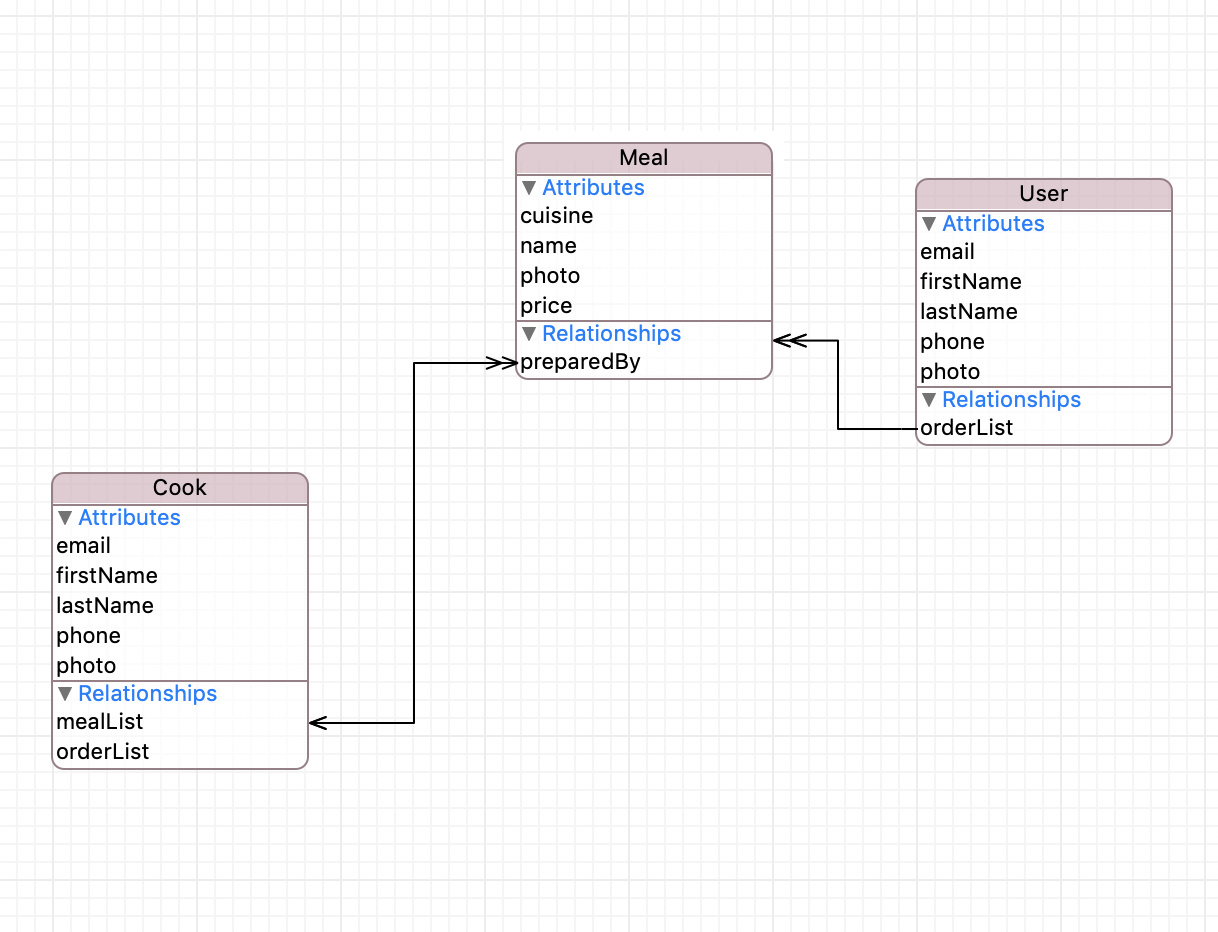 Meal
Attributes
cuisine
name
photo
price
Relationships
preparedBy
User
Attributes
email
firstName
lastName
phone
photo
Relationships
orderList
Cook
Attributes
email
firstName
lastName
phone
photo
Relationships
mealList
orderList